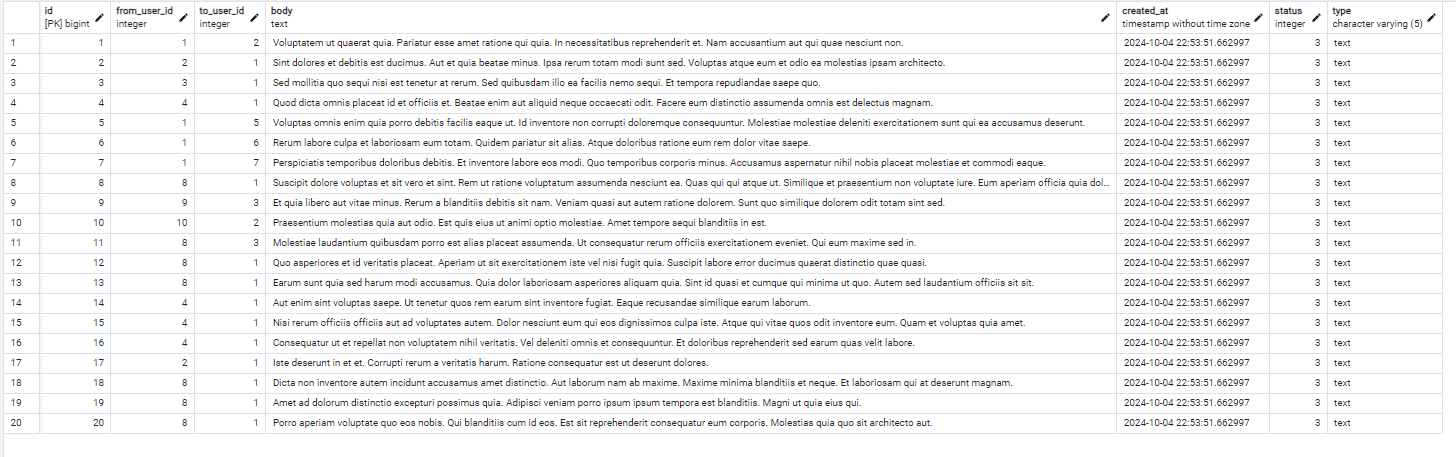 id from_user_id to_user_id body created_at status type
[PK] bigint integer integer text timestamp without time zone integer character varying (5)
1 1 1 2 Voluptatem ut quaerat quia. Pariatur esse amet ratione qui quia. In necessitatibus reprehenderit et. Nam accusantium aut qui quae nesciunt non. 2024-10-04 22:53:51.662997 3 text
2 2 2 1 Sint dolores et debitis est ducimus. Aut et quia beatae minus. Ipsa rerum totam modi sunt sed. Voluptas atque eum et odio ea molestias ipsam architecto. 2024-10-04 22:53:51.662997 3 text
3 3 3 1 Sed mollitia quo sequi nisi est tenetur at rerum. Sed quibusdam illo ea facilis nemo sequi. Et tempora repudiandae saepe quo. 2024-10-04 22:53:51.662997 3 text
4 4 4 1 Quod dicta omnis placeat id et officiis et. Beatae enim aut aliquid neque occaecati odit. Facere eum distinctio assumenda omnis est delectus magnam. 2024-10-04 22:53:51.662997 3 text
5 5 1 5 Voluptas omnis enim quia porro debitis facilis eaque ut. Id inventore non corrupti doloremque consequuntur. Molestiae molestiae deleniti exercitationem sunt qui ea accusamus deserunt. 2024-10-04 22:53:51.662997 3 text
6 6 1 6 Rerum labore culpa et laboriosam eum totam. Quidem pariatur sit alias. Atque doloribus ratione eum rem dolor vitae saepe. 2024-10-04 22:53:51.662997 3 text
7 7 1 7 Perspiciatis temporibus doloribus debitis. Et inventore labore eos modi. Quo temporibus corporis minus. Accusamus aspernatur nihil nobis placeat molestiae et commodi eaque. 2024-10-04 22:53:51.662997 3 text
8 8 8 1 Suscipit dolore voluptas et sit vero et sint. Rem ut ratione voluptatum assumenda nesciunt ea. Quas qui qui atque ut. Similique et praesentium non voluptate iure. Eum aperiam officia quia dol... 2024-10-04 22:53:51.662997 3 text
9 9 9 3 Et quia libero aut vitae minus. Rerum a blanditiis debitis sit nam. Veniam quasi aut autem ratione dolorem. Sunt quo similique dolorem odit totam sint sed. 2024-10-04 22:53:51.662997 3 text
10 10 10 2 Praesentium molestias quia aut odio. Est quis eius ut animi optio molestiae. Amet tempore sequi blanditiis in est. 2024-10-04 22:53:51.662997 3 text
11 11 8 3 Molestiae laudantium quibusdam porro est alias placeat assumenda. Ut consequatur rerum officiis exercitationem eveniet. Qui eum maxime sed in. 2024-10-04 22:53:51.662997 3 text
12 12 8 1 Quo asperiores et id veritatis placeat. Aperiam ut sit exercitationem iste vel nisi fugit quia. Suscipit labore error ducimus quaerat distinctio quae quasi. 2024-10-04 22:53:51.662997 3 text
13 13 8 1 Earum sunt quia sed harum modi accusamus. Quia dolor laboriosam asperiores aliquam quia. Sint id quasi et cumque qui minima ut quo. Autem sed laudantium officiis sit sit. 2024-10-04 22:53:51.662997 3 text
14 14 4 1 Aut enim sint voluptas saepe. Ut tenetur quos rem earum sint inventore fugiat. Eaque recusandae similique earum laborum. 2024-10-04 22:53:51.662997 3 text
15 15 4 1 Nisi rerum officiis officiis aut ad voluptates autem. Dolor nesciunt eum qui eos dignissimos culpa iste. Atque qui vitae quos odit inventore eum. Quam et voluptas quia amet. 2024-10-04 22:53:51.662997 3 text
16 16 4 1 Consequatur ut et repellat non voluptatem nihil veritatis. Vel deleniti omnis et consequuntur. Et doloribus reprehenderit sed earum quas velit labore. 2024-10-04 22:53:51.662997 3 text
17 17 2 1 Iste deserunt in et et. Corrupti rerum a veritatis harum. Ratione consequatur est ut deserunt dolores. 2024-10-04 22:53:51.662997 3 text
18 18 8 1 Dicta non inventore autem incidunt accusamus amet distinctio. Aut laborum nam ab maxime. Maxime minima blanditiis et neque. Et laboriosam qui at deserunt magnam. 2024-10-04 22:53:51.662997 3 text
19 19 8 1 Amet ad dolorum distinctio excepturi possimus quia. Adipisci veniam porro ipsum ipsum tempora est blanditiis. Magni ut quia eius qui. 2024-10-04 22:53:51.662997 3 text
20 20 8 1 Porro aperiam voluptate quo eos nobis. Qui blanditiis cum id eos. Est sit reprehenderit consequatur eum corporis. Molestias quia quo sit architecto aut. 2024-10-04 22:53:51.662997 3 text